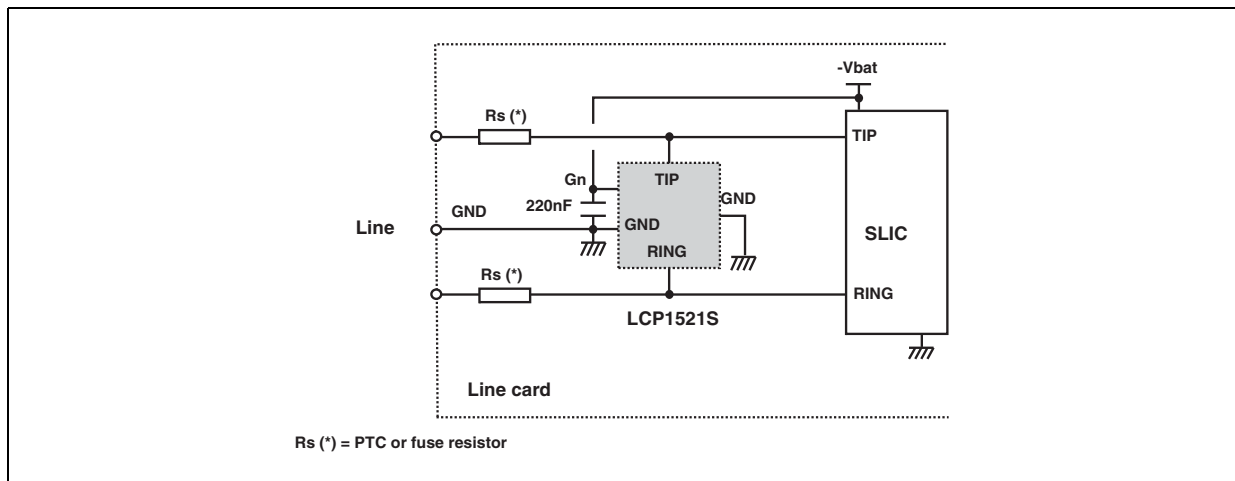 -Vbat
Rs (*)
TIP
Gn
TIP
GND
220nF
GND
GND
Line
SLIC
RING
Rs (*)
RING
LCP1521S
Line card
Rs (*) = PTC or fuse resistor